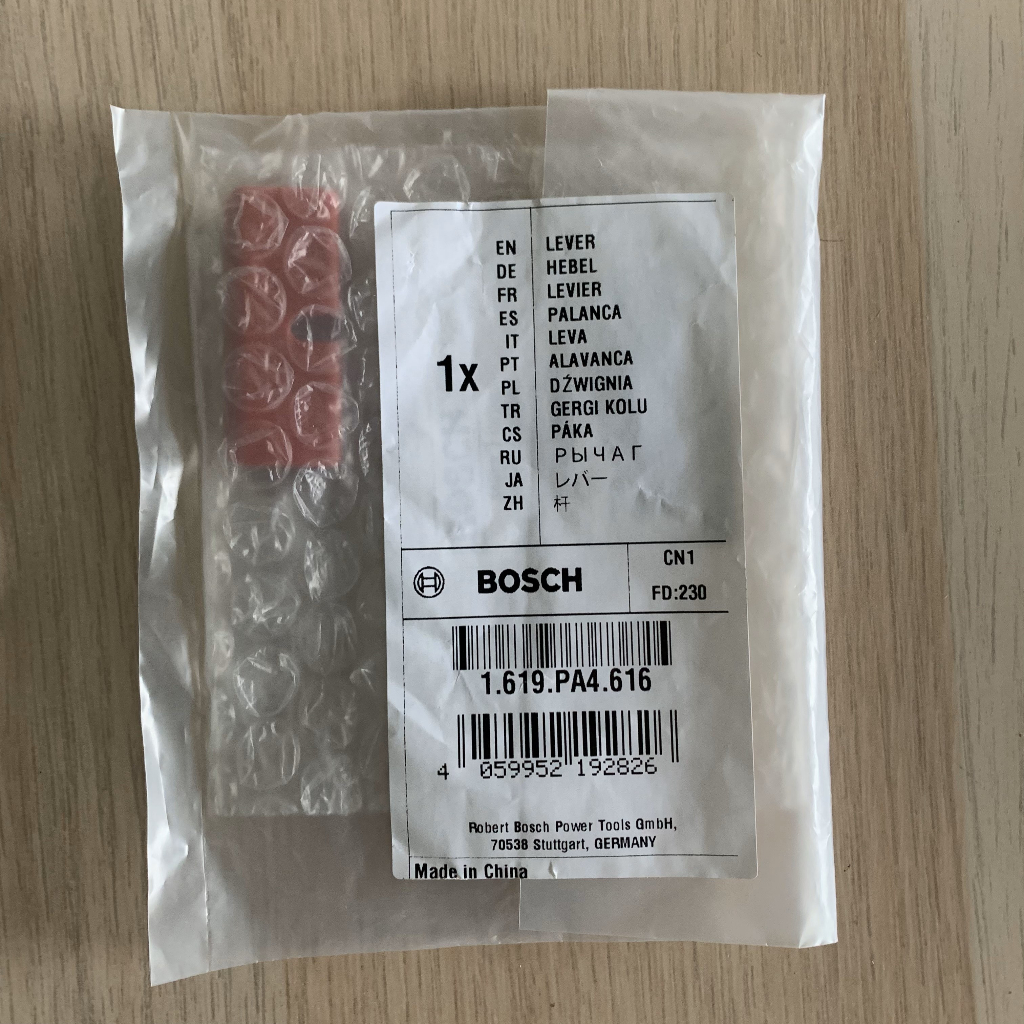 1x
EN LEVER
DE HEBEL
FR LEVIER
ES PALANCA
IT LEVA
PT ALAVANCA
PL DŹWIGNIA
TR GERGI KOLU
CS PÁKA
RU РЫЧАГ
JA レバー
ZH 杆
BOSCH
CN1
FD:230
1.619.PA4.616
4 059952 192826
Robert Bosch Power Tools GmbH,
70538 Stuttgart, GERMANY
Made in China